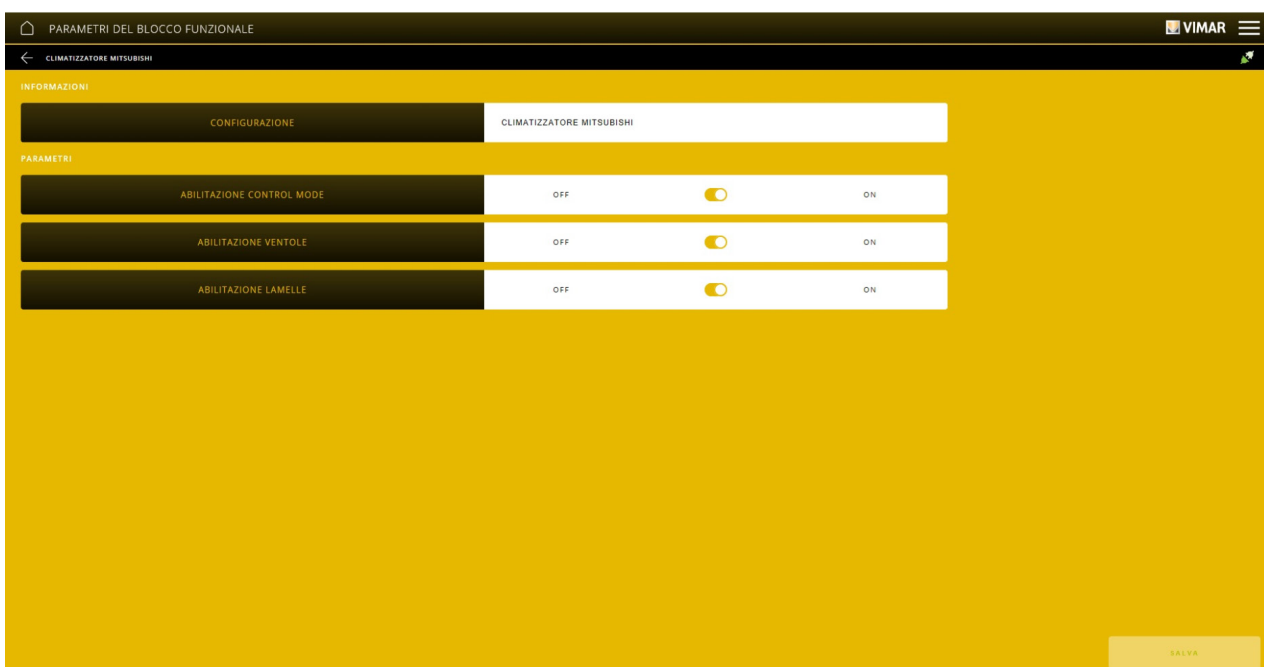 PARAMETRI DEL BLOCCO FUNZIONALE
VIMAR
CLIMATIZZATORE MITSUBISHI
INFORMAZIONI
CONFIGURAZIONE CLIMATIZZATORE MITSUBISHI
PARAMETRI
ABILITAZIONE CONTROL MODE OFF ON
ABILITAZIONE VENTOLE OFF ON
ABILITAZIONE LAMELLE OFF ON
SALVA